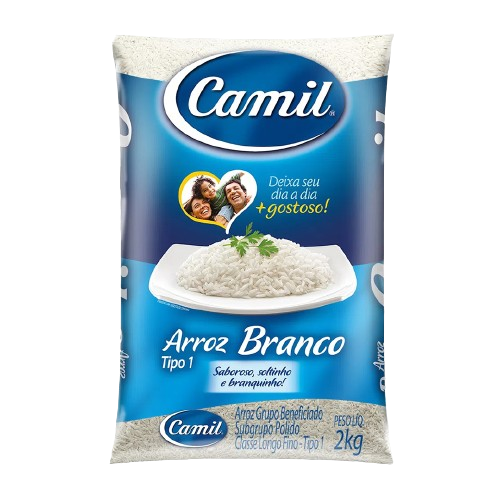 Camil
Deixa seu
dia a dia
+gostoso!
Arroz Branco
Tipo 1
Saboroso, soltinho
e branquinho!
Camil
Arroz Grupo Beneficiado
Subgrupo Polido
Classe Longo Fino - Tipo 1
PESO LÍQ.
2kg
Arroz